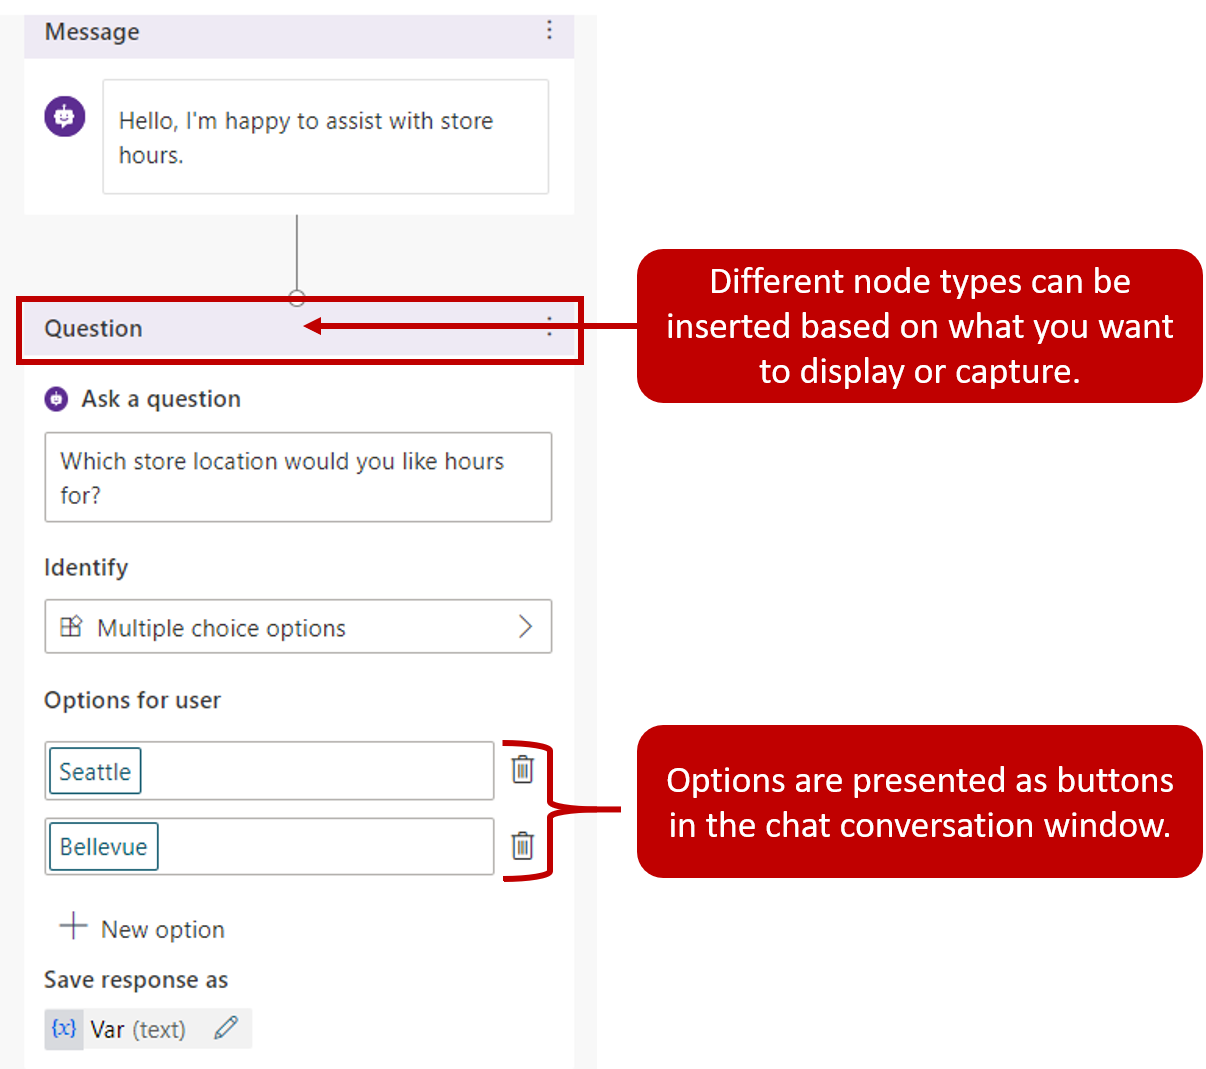 Message
Hello, I'm happy to assist with store
hours.
Question
Different node types can be
inserted based on what you want
to display or capture.
Ask a question
Which store location would you like hours
for?
Identify
Multiple choice options
Options for user
Seattle
Bellevue
Options are presented as buttons
in the chat conversation window.
New option
Save response as
{x} Var (text)